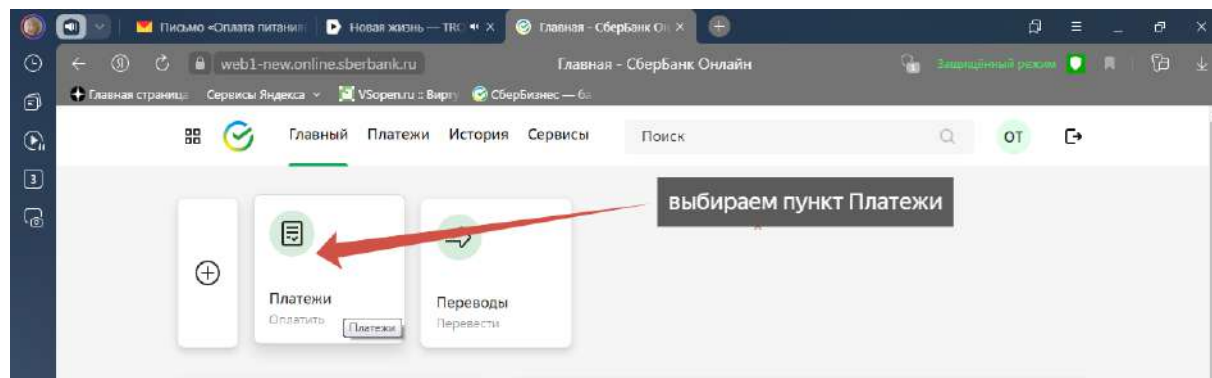 Письмо «Оплата питания
Новая жизнь — TRC
Главная - СберБанк Он
web1-new.online.sberbank.ru
Главная - СберБанк Онлайн
Защищённый режим
Главная страница
Сервисы Яндекса
VSopen.ru :: Вирту
СберБизнес — ба
Главный Платежи История Сервисы Поиск ОТ
3
выбираем пункт Платежи
Платежи
Оплатить
Платежи
Переводы
Перевести